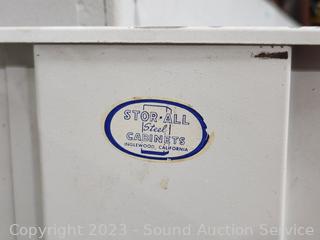 STOR-ALL
Steel
CABINETS
INGLEWOOD, CALIFORNIA
Copyright 2023 - Sound Auction Service